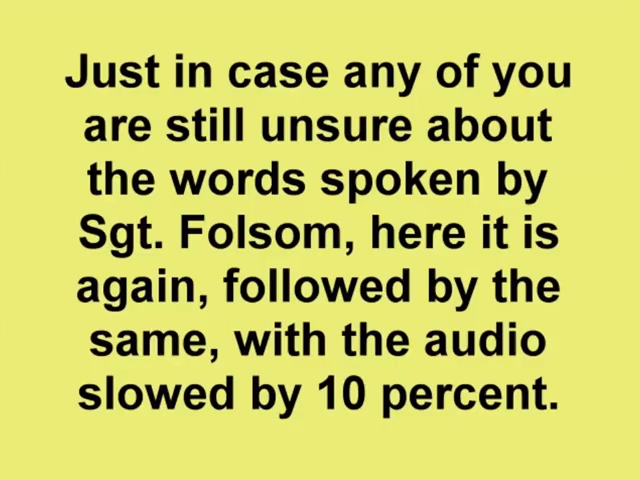 Just in case any of you
are still unsure about
the words spoken by
Sgt. Folsom, here it is
again, followed by the
same, with the audio
slowed by 10 percent.